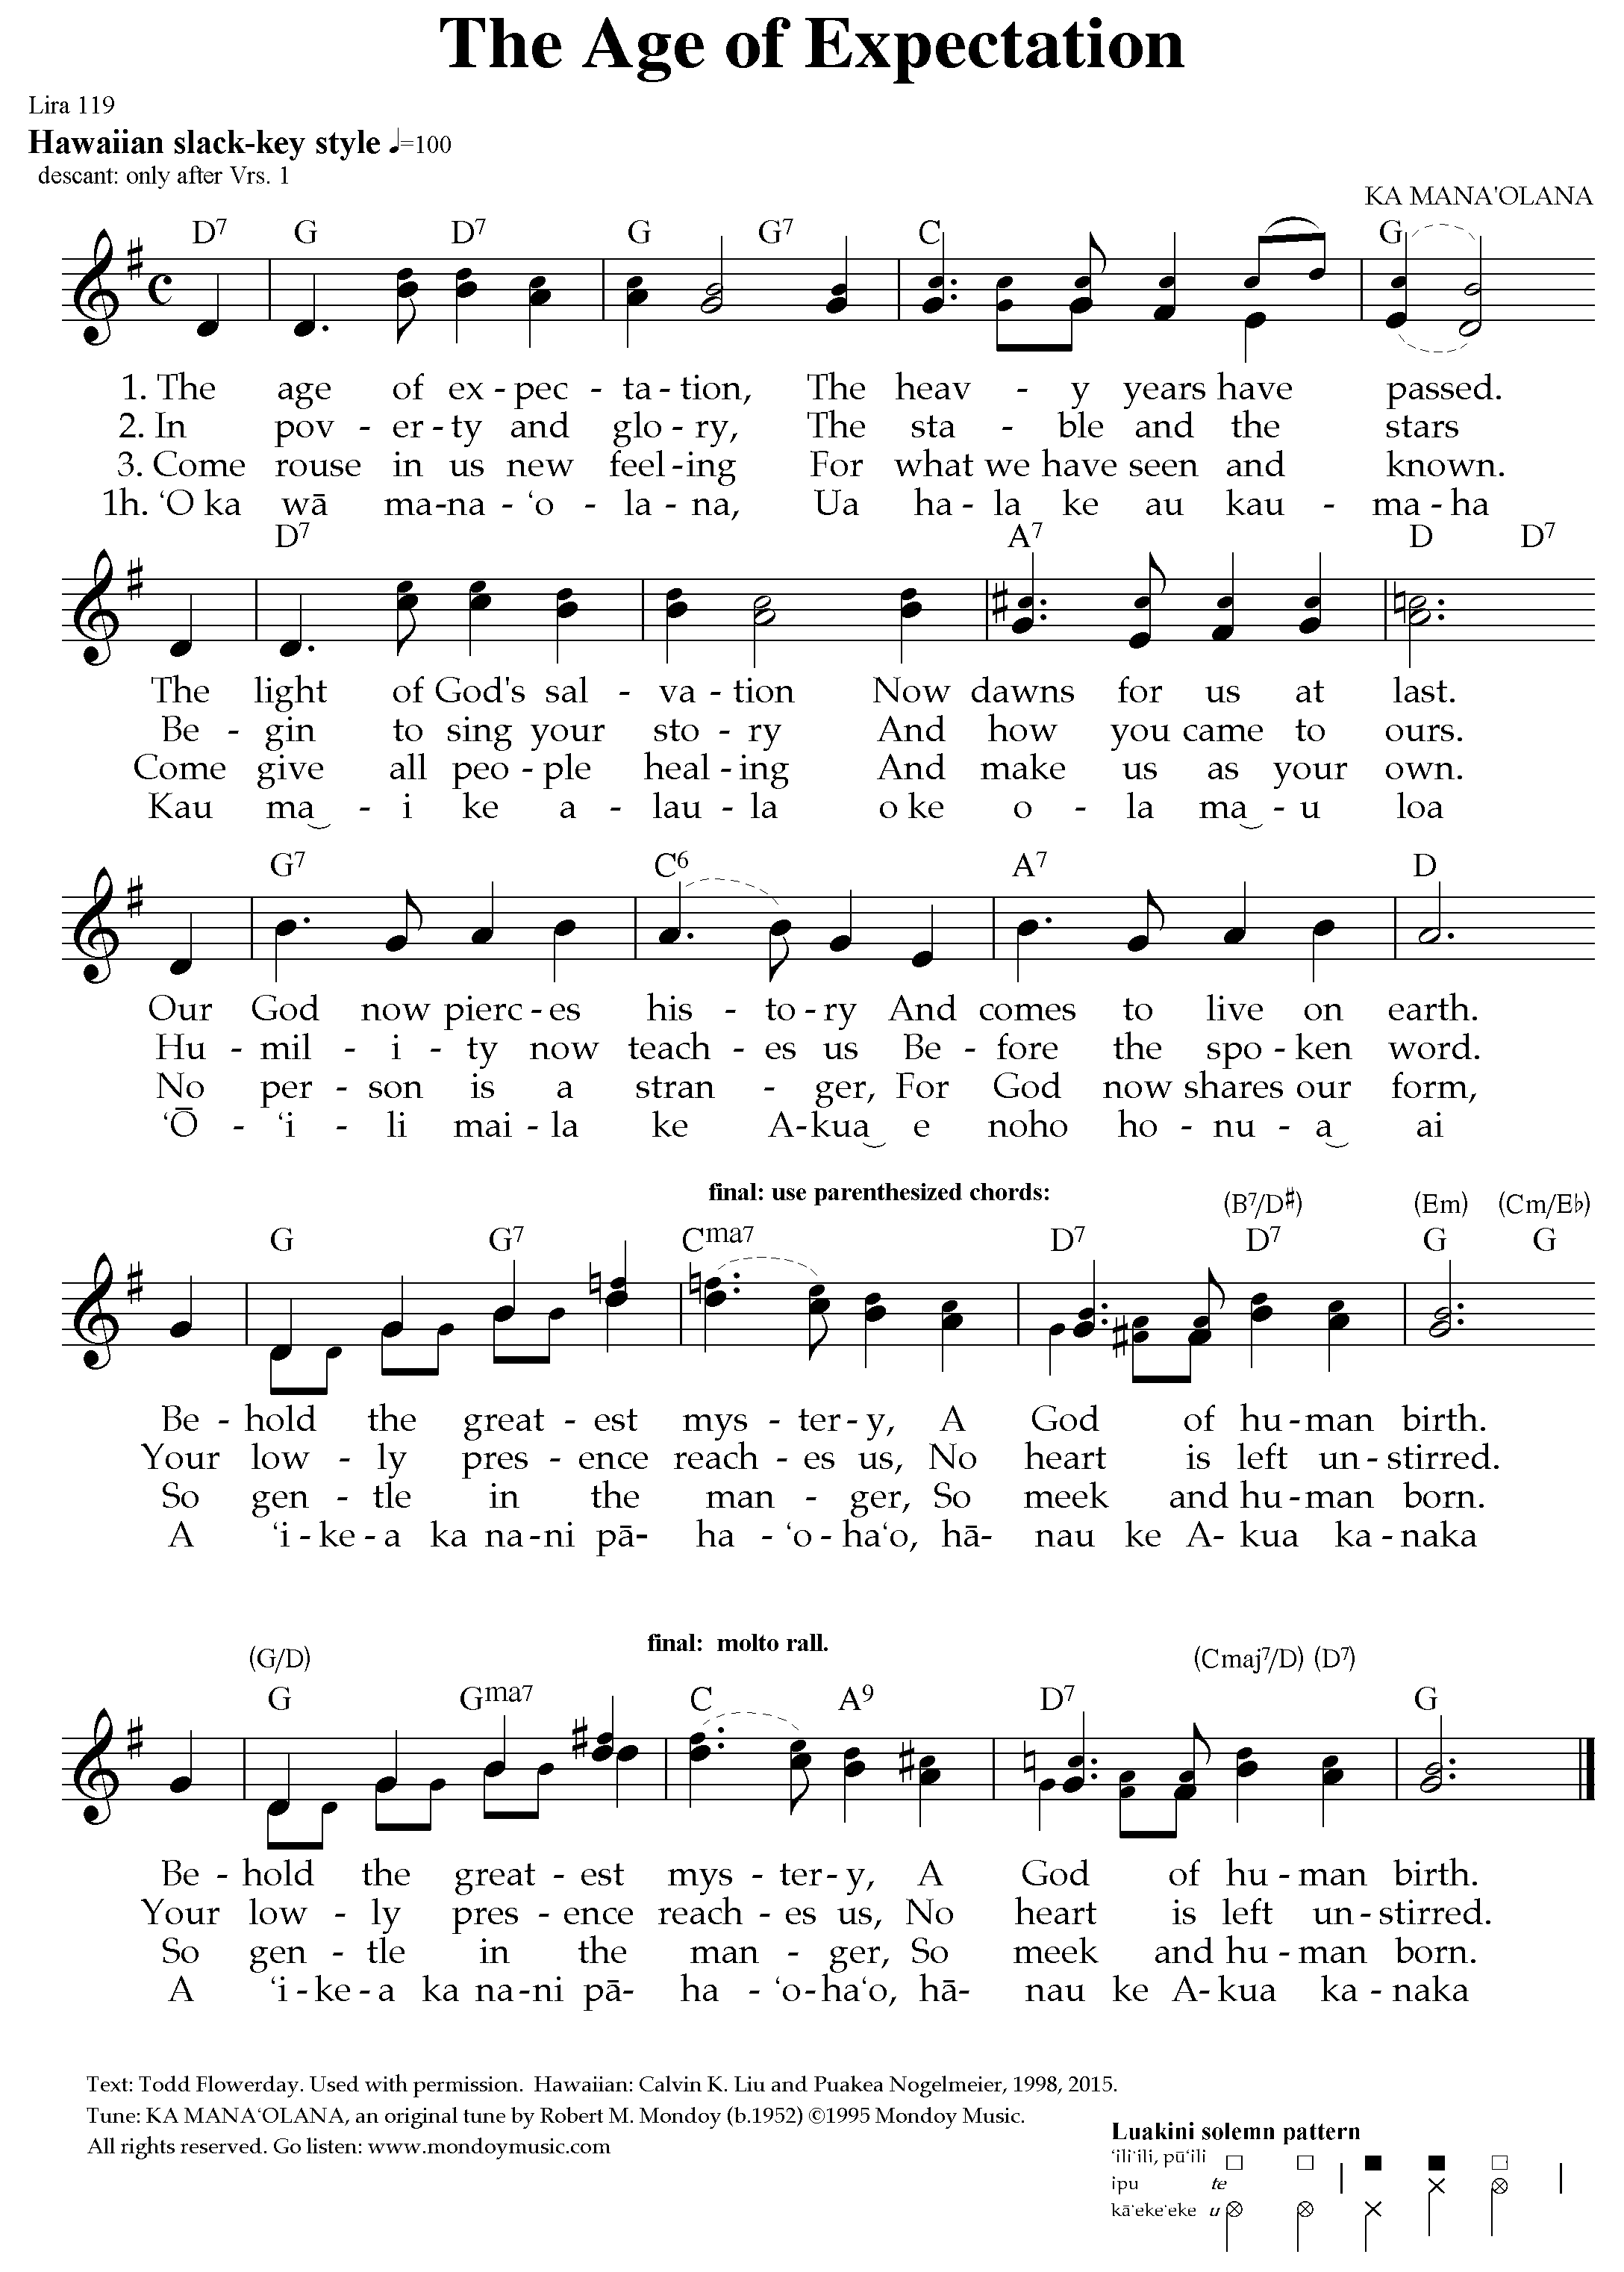 The Age of Expectation
Lira 119
Hawaiian slack-key style ♩=100
descant: only after Vrs. 1
KA MANA'OLANA
D7 G D7 G G7 C G
1. The age of ex - pec - ta - tion, The heav - y years have passed.
2. In pov - er - ty and glo - ry, The sta - ble and the stars
3. Come rouse in us new feel - ing For what we have seen and known.
1h. ‘O ka wā ma-na - ‘o - la - na, Ua ha - la ke au kau - ma - ha
D7 A7 D D7
The light of God's sal - va - tion Now dawns for us at last.
Be - gin to sing your sto - ry And how you came to ours.
Come give all peo - ple heal - ing And make us as your own.
Kau ma‿ - i ke a - lau - la o ke o - la ma‿ - u loa
G7 C6 A7 D
Our God now pierc - es his - to - ry And comes to live on earth.
Hu - mil - i - ty now teach - es us Be - fore the spo - ken word.
No per - son is a stran - ger, For God now shares our form,
‘Ō - ‘i - li mai - la ke A-kua‿ e noho ho - nu - a‿ ai
final: use parenthesized chords:
(B7/D♯) (Em) (Cm/E♭)
G G7 Cma7 D7 D7 G G
Be - hold the great - est mys - ter - y, A God of hu - man birth.
Your low - ly pres - ence reach - es us, No heart is left un - stirred.
So gen - tle in the man - ger, So meek and hu - man born.
A ‘i - ke - a ka na - ni pā- ha - ‘o - ha‘o, hā- nau ke A- kua ka - naka
final: molto rall.
(G/D) (Cmaj7/D) (D7)
G Gma7 C A9 D7 G
Be - hold the great - est mys - ter - y, A God of hu - man birth.
Your low - ly pres - ence reach - es us, No heart is left un - stirred.
So gen - tle in the man - ger, So meek and hu - man born.
A ‘i - ke - a ka na - ni pā- ha - ‘o-ha‘o, hā- nau ke A- kua ka - naka
Text: Todd Flowerday. Used with permission. Hawaiian: Calvin K. Liu and Puakea Nogelmeier, 1998, 2015.
Tune: KA MANA‘OLANA, an original tune by Robert M. Mondoy (b.1952) ©1995 Mondoy Music.
All rights reserved. Go listen: www.mondoymusic.com
Luakini solemn pattern
‘ili‘ili, pū‘ili
ipu te
kā‘eke‘eke u